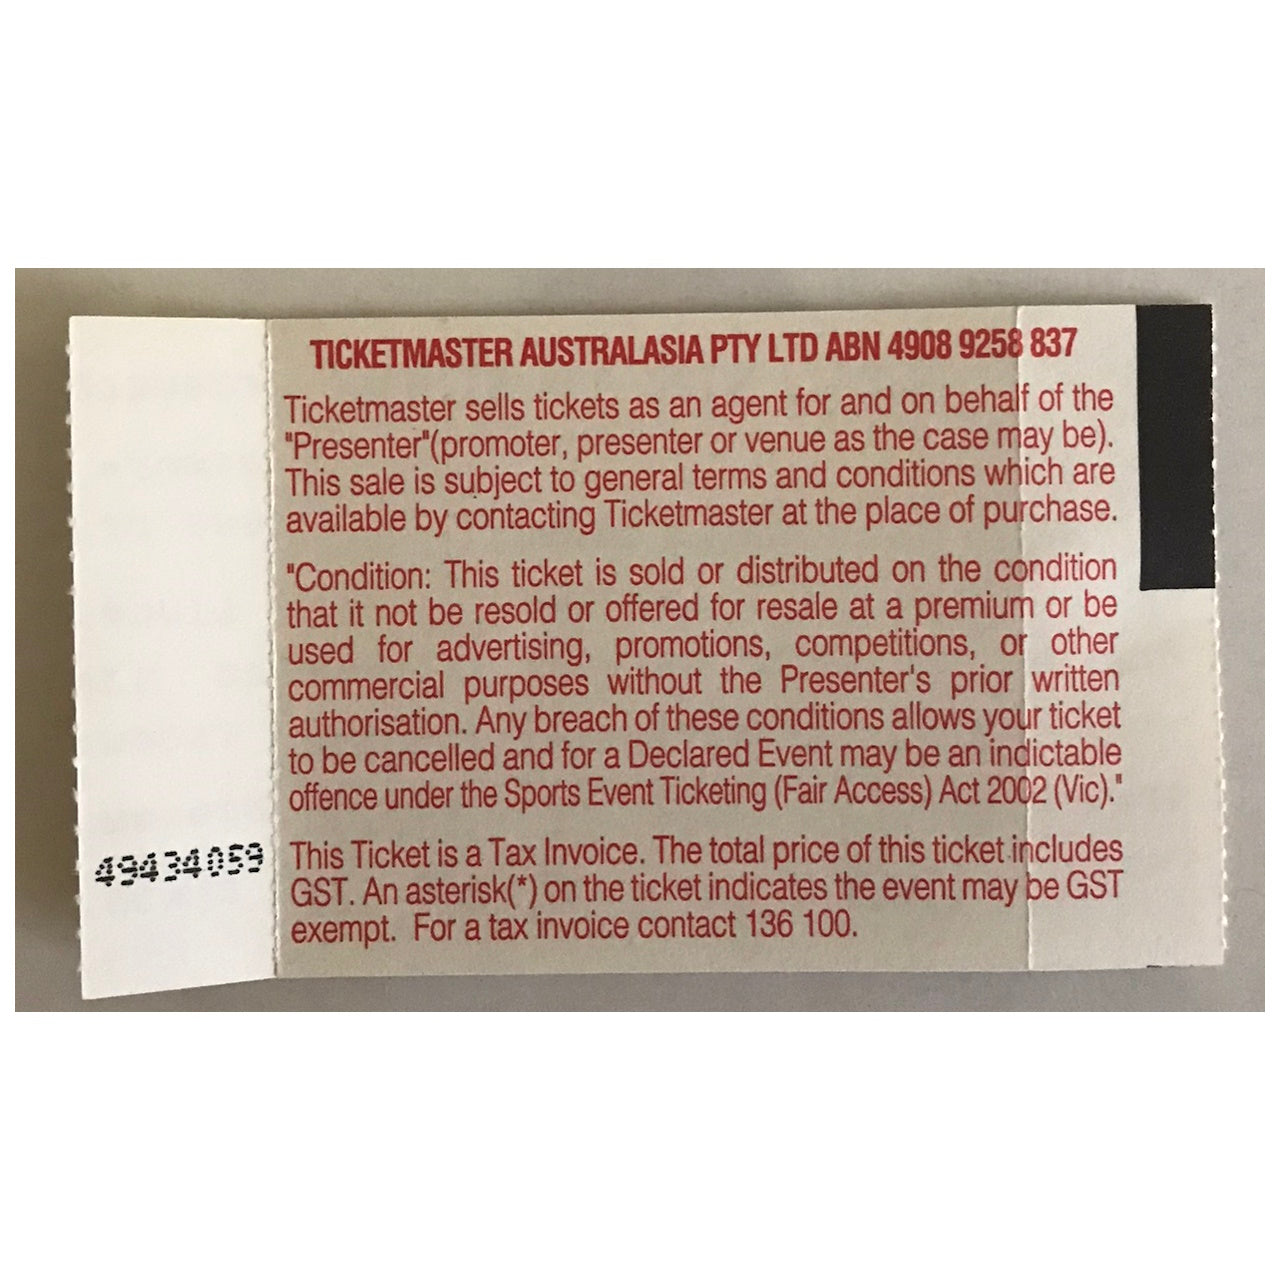 TICKETMASTER AUSTRALASIA PTY LTD ABN 4908 9258 837
Ticketmaster sells tickets as an agent for and on behalf of the
"Presenter"(promoter, presenter or venue as the case may be).
This sale is subject to general terms and conditions which are
available by contacting Ticketmaster at the place of purchase.
"Condition: This ticket is sold or distributed on the condition
that it not be resold or offered for resale at a premium or be
used for advertising, promotions, competitions, or other
commercial purposes without the Presenter's prior written
authorisation. Any breach of these conditions allows your ticket
to be cancelled and for a Declared Event may be an indictable
offence under the Sports Event Ticketing (Fair Access) Act 2002 (Vic)."
49434059
This Ticket is a Tax Invoice. The total price of this ticket includes
GST. An asterisk(*) on the ticket indicates the event may be GST
exempt. For a tax invoice contact 136 100.